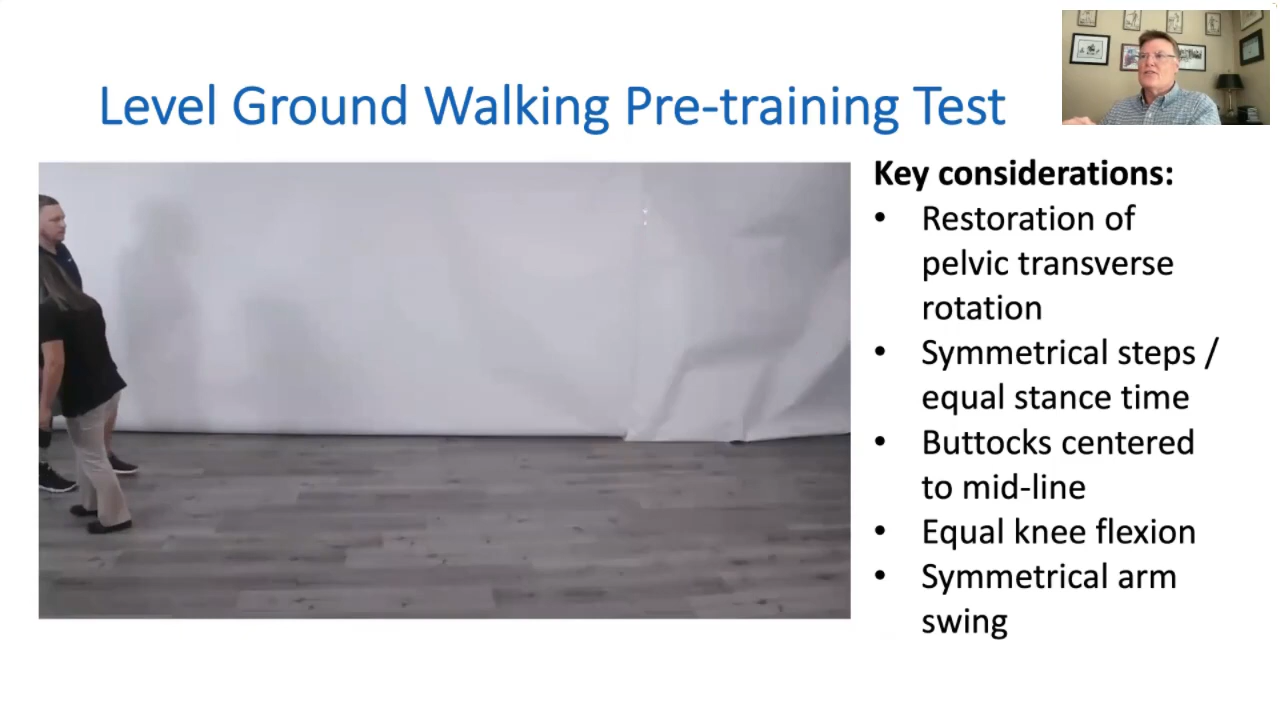 Level Ground Walking Pre-training Test
Key considerations:
• Restoration of
pelvic transverse
rotation
• Symmetrical steps /
equal stance time
• Buttocks centered
to mid-line
• Equal knee flexion
• Symmetrical arm
swing